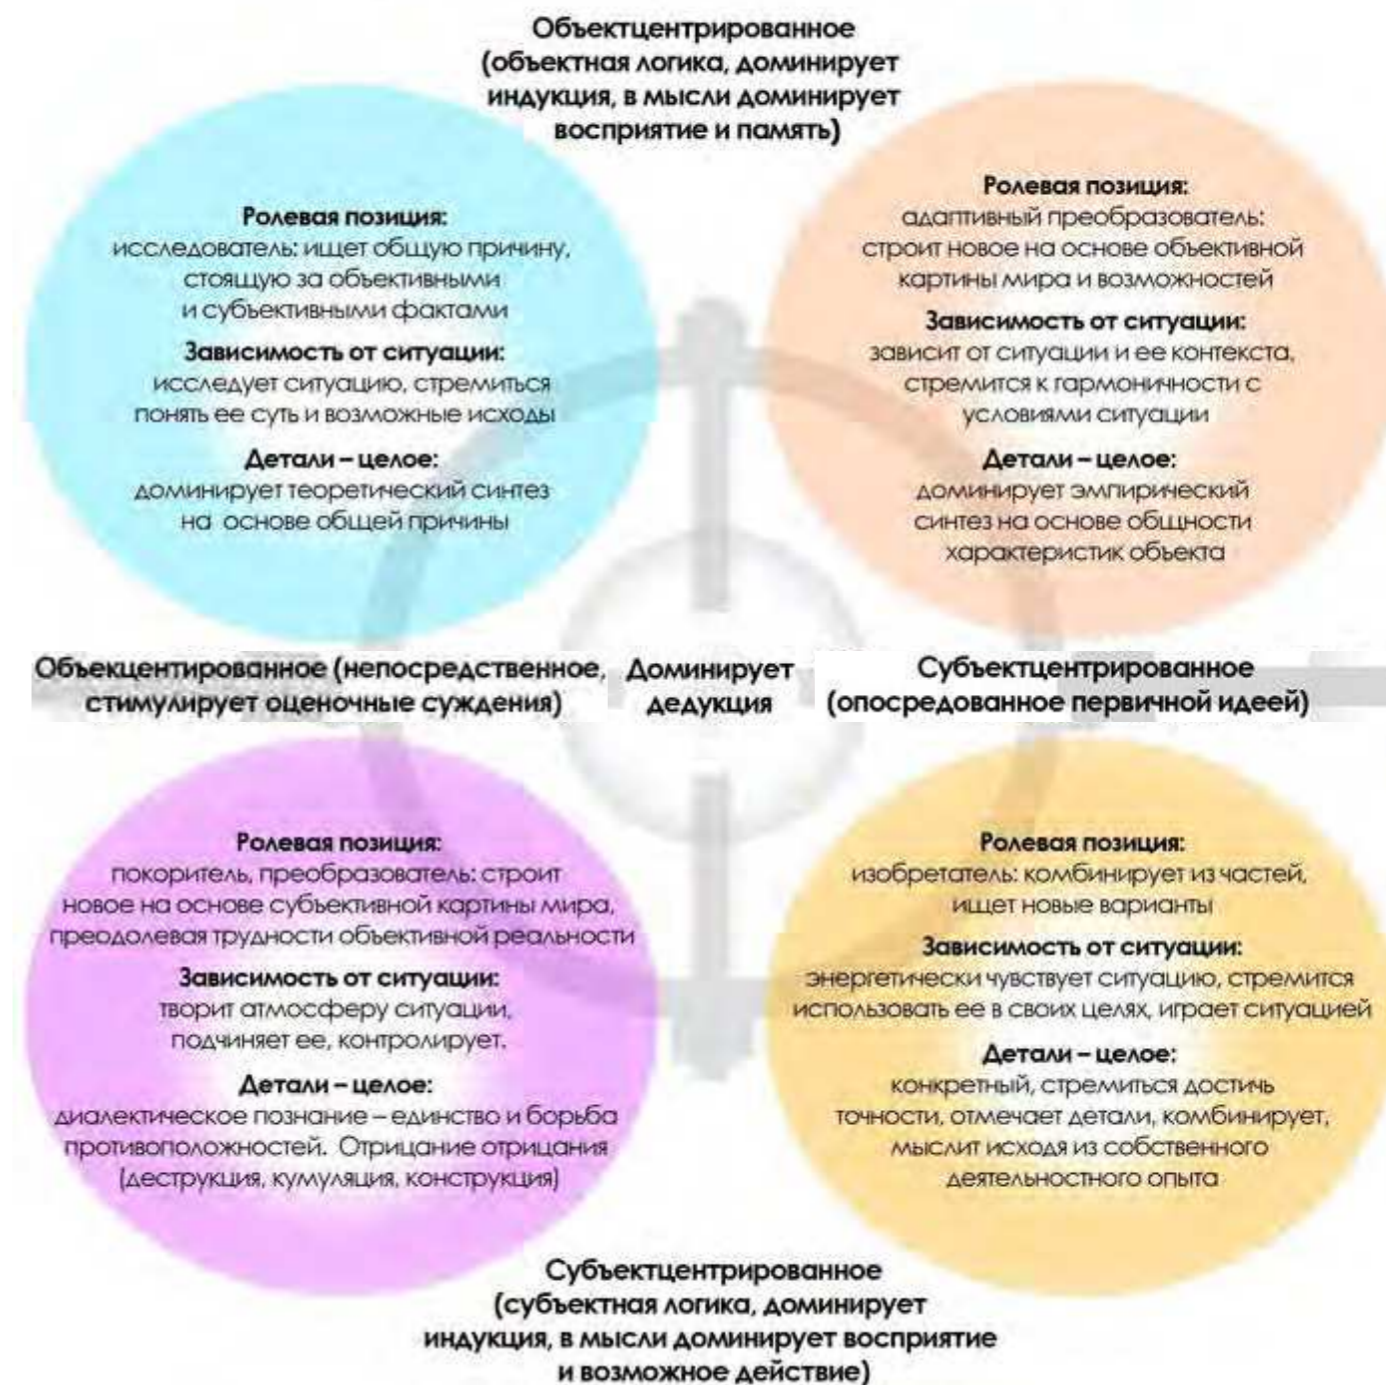 Объектцентрированное
(объектная логика, доминирует
индукция, в мысли доминирует
восприятие и память)
Ролевая позиция:
исследователь: ищет общую причину,
стоящую за объективными
и субъективными фактами
Зависимость от ситуации:
исследует ситуацию, стремиться
понять ее суть и возможные исходы
Детали – целое:
доминирует теоретический синтез
на основе общей причины
Ролевая позиция:
адаптивный преобразователь:
строит новое на основе объективной
картины мира и возможностей
Зависимость от ситуации:
зависит от ситуации и ее контекста,
стремится к гармоничности с
условиями ситуации
Детали – целое:
доминирует эмпирический
синтез на основе общности
характеристик объекта
Объекцентированное (непосредственное,
стимулирует оценочные суждения)
Доминирует
дедукция
Субъектцентрированное
(опосредованное первичной идеей)
Ролевая позиция:
покоритель, преобразователь: строит
новое на основе субъективной картины мира,
преодолевая трудности объективной реальности
Зависимость от ситуации:
творит атмосферу ситуации,
подчиняет ее, контролирует.
Детали – целое:
диалектическое познание – единство и борьба
противоположностей. Отрицание отрицания
(деструкция, кумуляция, конструкция)
Ролевая позиция:
изобретатель: комбинирует из частей,
ищет новые варианты
Зависимость от ситуации:
энергетически чувствует ситуацию, стремится
использовать ее в своих целях, играет ситуацией
Детали – целое:
конкретный, стремиться достичь
точности, отмечает детали, комбинирует,
мыслит исходя из собственного
деятельностного опыта
Субъектцентрированное
(субъектная логика, доминирует
индукция, в мысли доминирует восприятие
и возможное действие)